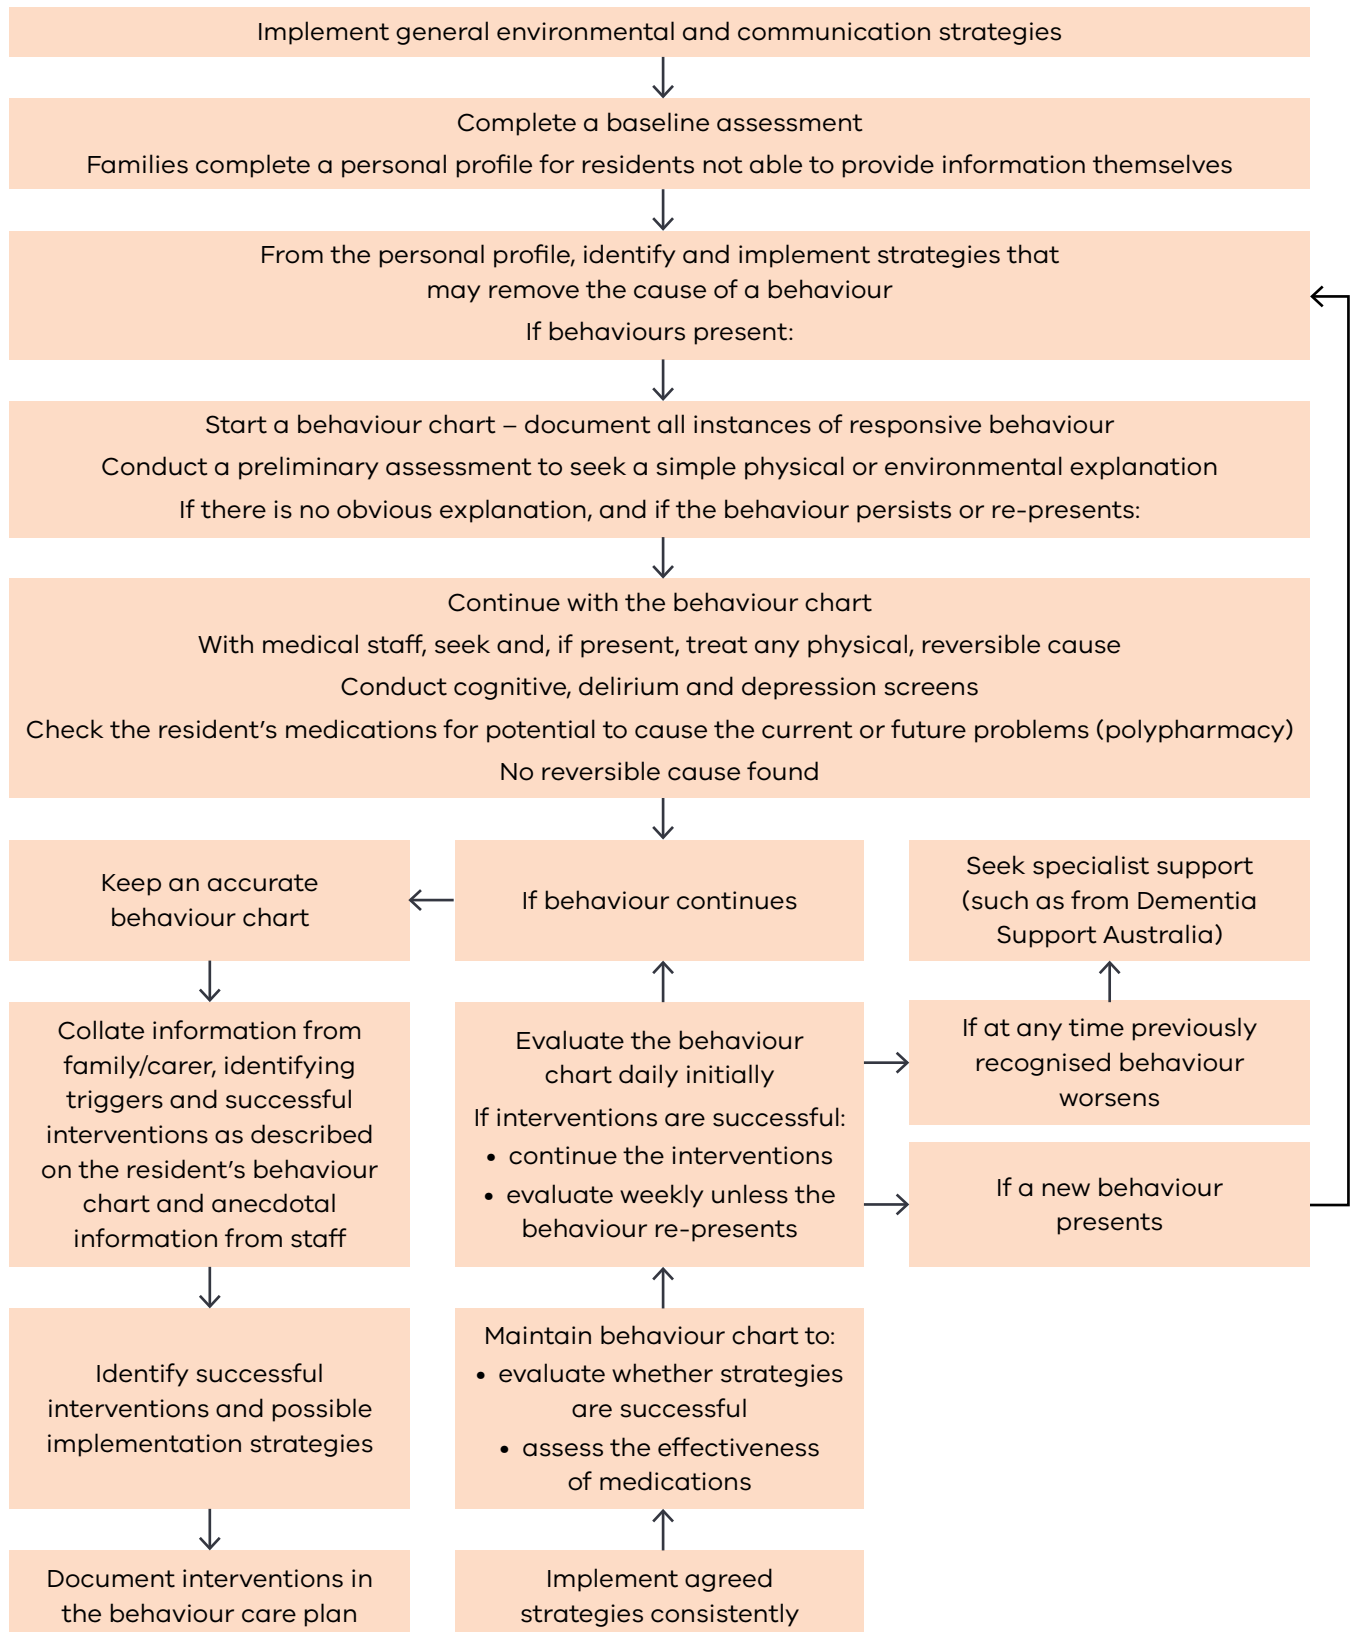 Implement general environmental and communication strategies
Complete a baseline assessment
Families complete a personal profile for residents not able to provide information themselves
From the personal profile, identify and implement strategies that
may remove the cause of a behaviour
If behaviours present:
Start a behaviour chart – document all instances of responsive behaviour
Conduct a preliminary assessment to seek a simple physical or environmental explanation
If there is no obvious explanation, and if the behaviour persists or re-presents:
Continue with the behaviour chart
With medical staff, seek and, if present, treat any physical, reversible cause
Conduct cognitive, delirium and depression screens
Check the resident’s medications for potential to cause the current or future problems (polypharmacy)
No reversible cause found
Keep an accurate
behaviour chart
If behaviour continues
Seek specialist support
(such as from Dementia
Support Australia)
Collate information from
family/carer, identifying
triggers and successful
interventions as described
on the resident’s behaviour
chart and anecdotal
information from staff
Evaluate the behaviour
chart daily initially
If interventions are successful:
• continue the interventions
• evaluate weekly unless the
behaviour re-presents
If at any time previously
recognised behaviour
worsens
If a new behaviour
presents
Identify successful
interventions and possible
implementation strategies
Maintain behaviour chart to:
• evaluate whether strategies
are successful
• assess the effectiveness
of medications
Document interventions in
the behaviour care plan
Implement agreed
strategies consistently